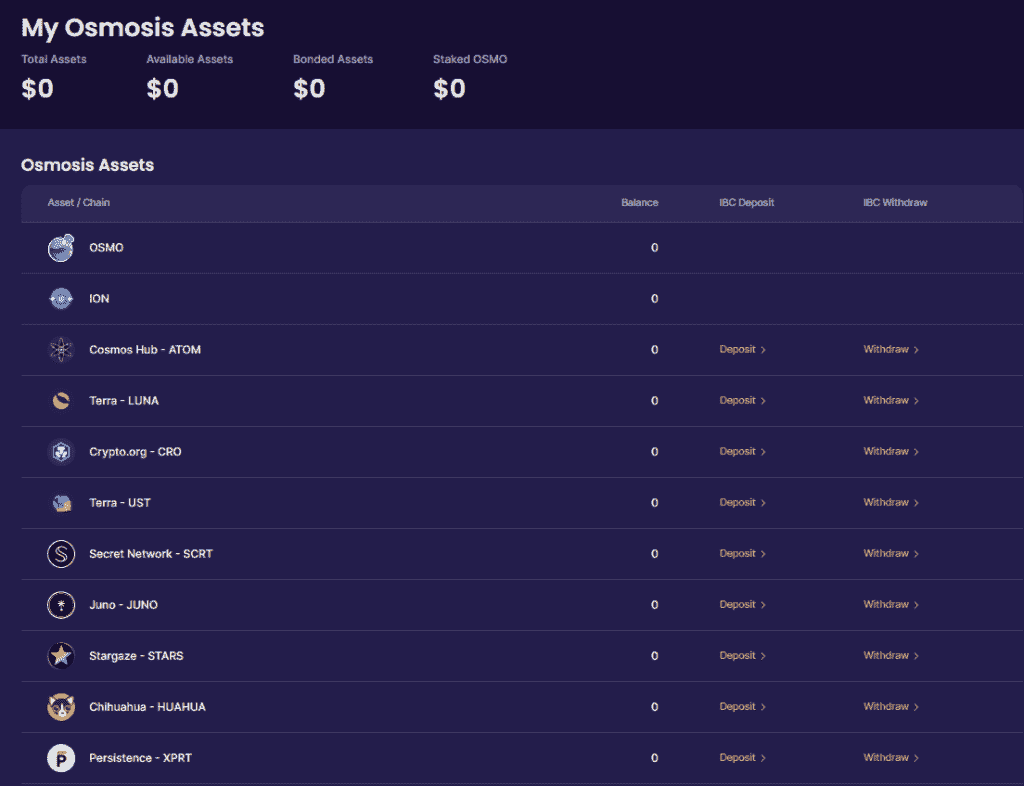 My Osmosis Assets
Total Assets Available Assets Bonded Assets Staked OSMO
$0 $0 $0 $0
Osmosis Assets
Asset / Chain Balance IBC Deposit IBC Withdraw
OSMO 0
ION 0
Cosmos Hub - ATOM 0 Deposit > Withdraw >
Terra - LUNA 0 Deposit > Withdraw >
Crypto.org - CRO 0 Deposit > Withdraw >
Terra - UST 0 Deposit > Withdraw >
Secret Network - SCRT 0 Deposit > Withdraw >
Juno - JUNO 0 Deposit > Withdraw >
Stargaze - STARS 0 Deposit > Withdraw >
Chihuahua - HUAHUA 0 Deposit > Withdraw >
Persistence - XPRT 0 Deposit > Withdraw >